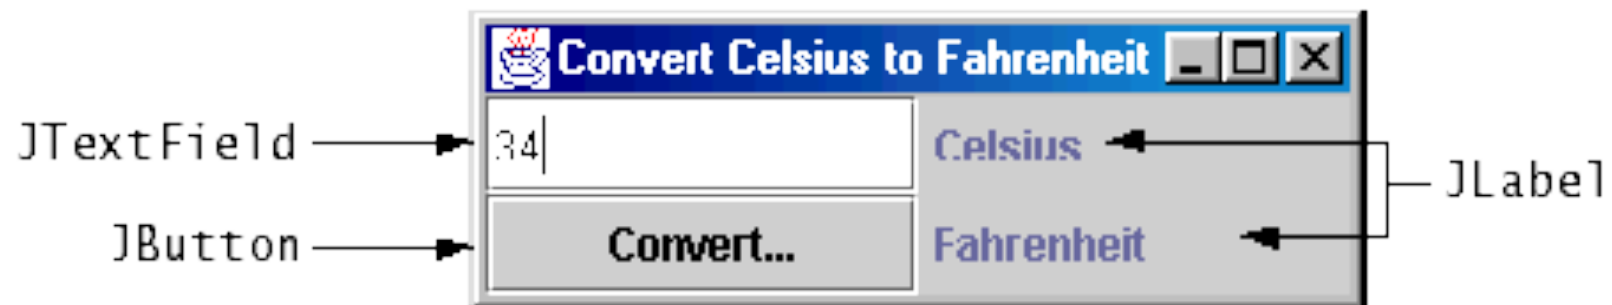 Convert Celsius to Fahrenheit
JTextField
34
Celsius
JLabel
JButton
Convert...
Fahrenheit